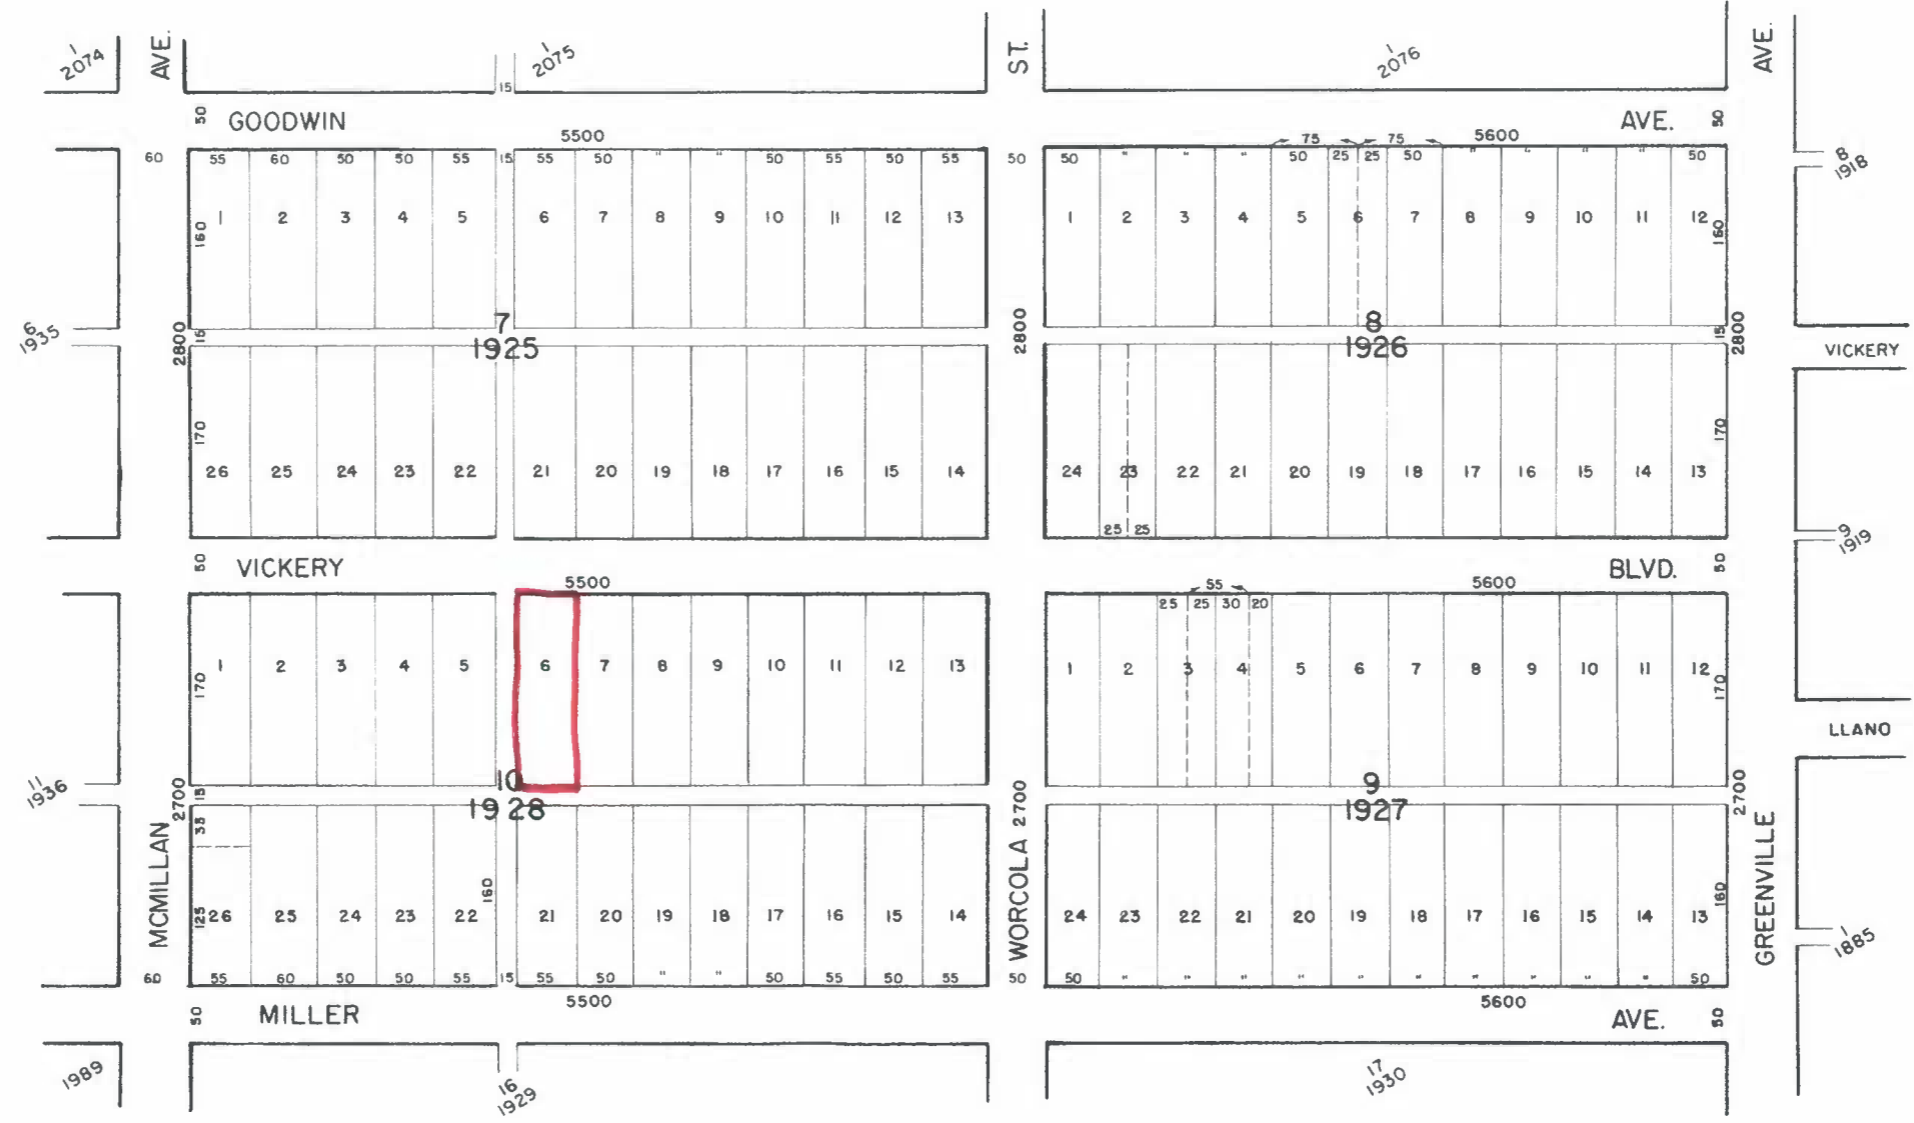 1
2074
AVE.
1
2075
ST.
1
2076
AVE.
15
50 GOODWIN 5500 5600 AVE. 50
8
1918
75 75
60 55 60 50 50 55 15 55 50 " " 50 55 50 55 50 50 " " " 50 25 25 50 " " " " 50
1 2 3 4 5 6 7 8 9 10 11 12 13 1 2 3 4 5 6 7 8 9 10 11 12
160 160
6
1935
2800 15 7 2800 8 15 2800
1925 1926
VICKERY
170 170
26 25 24 23 22 21 20 19 18 17 16 15 14 24 23 22 21 20 19 18 17 16 15 14 13
25 25
9
1919
50 VICKERY 5500 5600 BLVD. 50
55
25 25 30 20
1 2 3 4 5 6 7 8 9 10 11 12 13 1 2 3 4 5 6 7 8 9 10 11 12
170 170
LLANO
11
1936
2700 15 10 2700 9 2700
1928 1927
35
MCMILLAN WORCOLA GREENVILLE
160 160
125 26 25 24 23 22 21 20 19 18 17 16 15 14 24 23 22 21 20 19 18 17 16 15 14 13
1
1885
60 55 60 50 50 55 15 55 50 " " 50 55 50 55 50 50 " " " " " " " " " " 50
50 MILLER 5500 5600 AVE. 50
1989
16
1929
17
1930